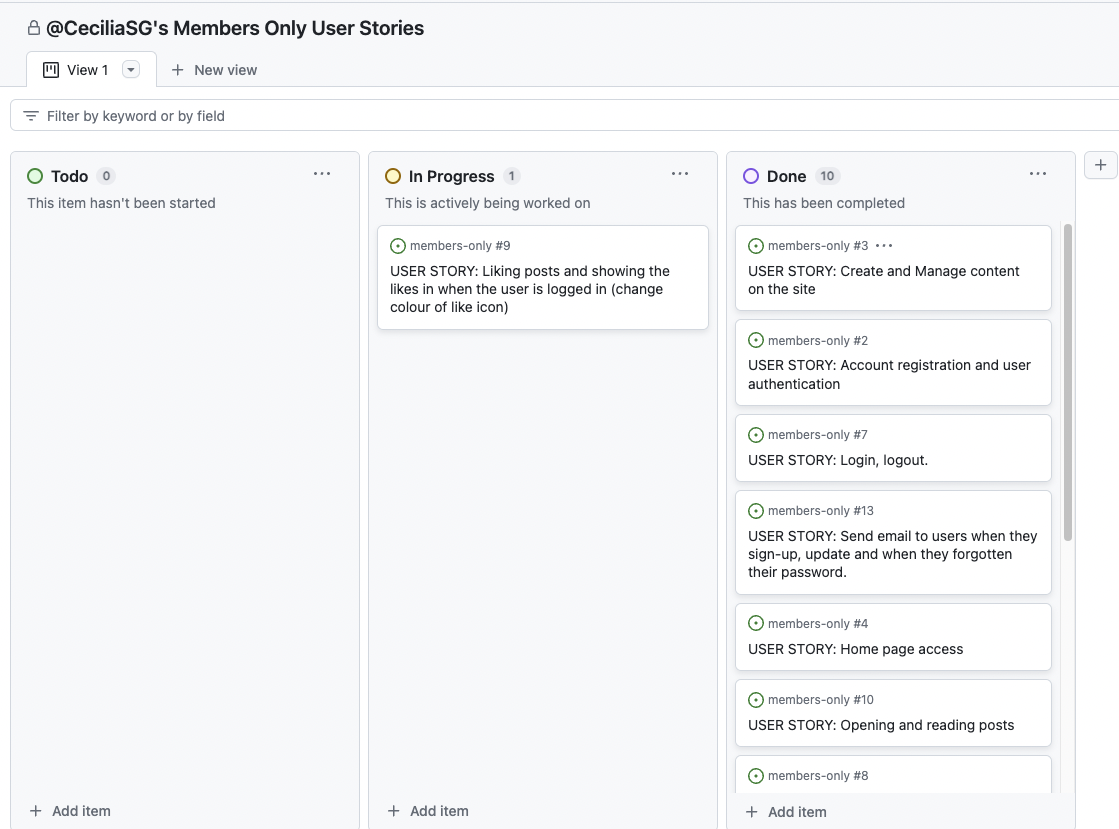 @CeciliaSG's Members Only User Stories
View 1
New view
Filter by keyword or by field
Todo 0
This item hasn't been started
Add item
In Progress 1
This is actively being worked on
members-only #9
USER STORY: Liking posts and showing the
likes in when the user is logged in (change
colour of like icon)
Add item
Done 10
This has been completed
members-only #3
USER STORY: Create and Manage content
on the site
members-only #2
USER STORY: Account registration and user
authentication
members-only #7
USER STORY: Login, logout.
members-only #13
USER STORY: Send email to users when they
sign-up, update and when they forgotten
their password.
members-only #4
USER STORY: Home page access
members-only #10
USER STORY: Opening and reading posts
members-only #8
Add item